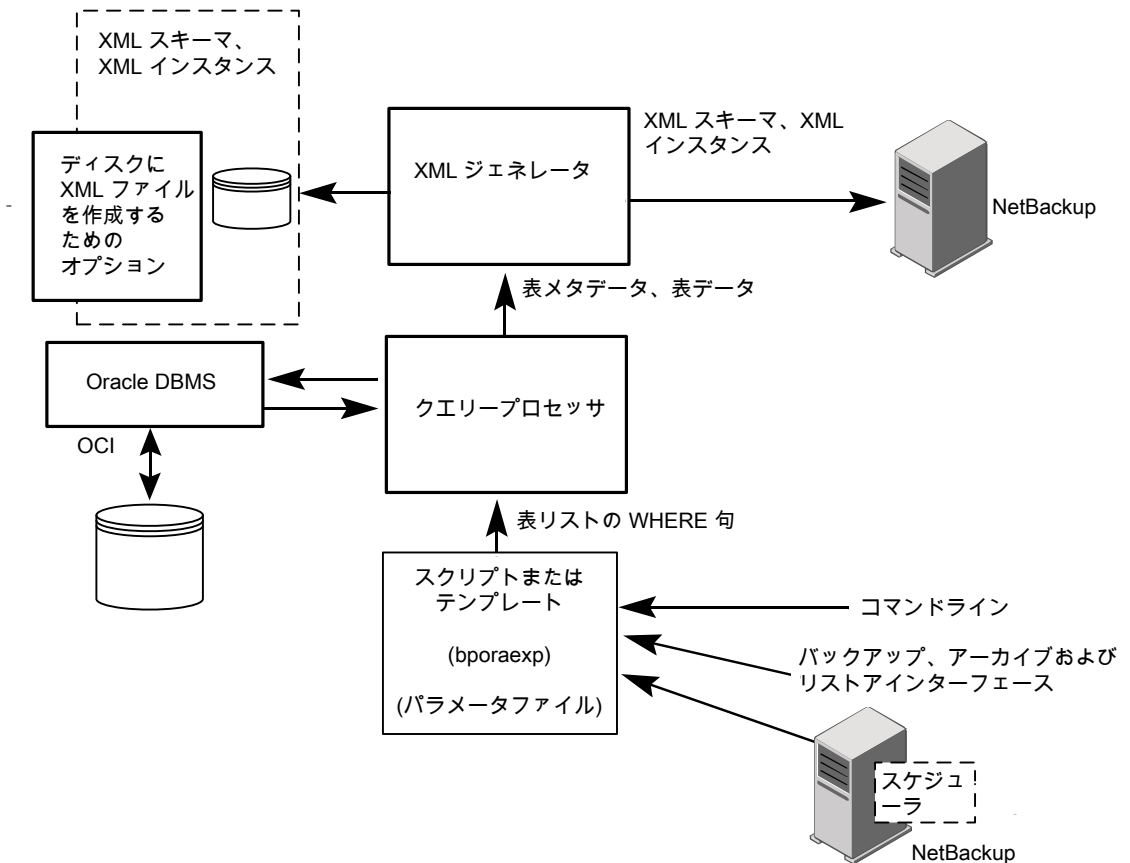 XML スキーマ、
XML インスタンス
ディスクに
XML ファイル
を作成する
ための
オプション
XML ジェネレータ
XML スキーマ、XML
インスタンス
NetBackup
表メタデータ、表データ
Oracle DBMS
クエリープロセッサ
OCI
表リストの WHERE 句
スクリプトまたは
テンプレート
(bporaexp)
(パラメータファイル)
コマンドライン
バックアップ、アーカイブおよび
リストアインターフェース
スケジュ
ーラ
NetBackup